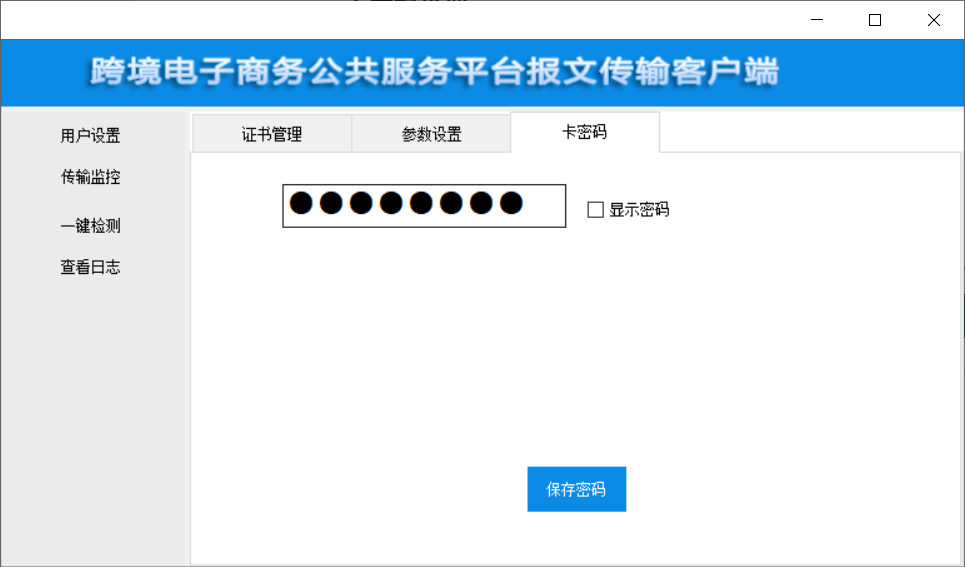 跨境电子商务公共服务平台报文传输客户端
用户设置
传输监控
一键检测
查看日志
证书管理
参数设置
卡密码
●●●●●●●●
显示密码
保存密码